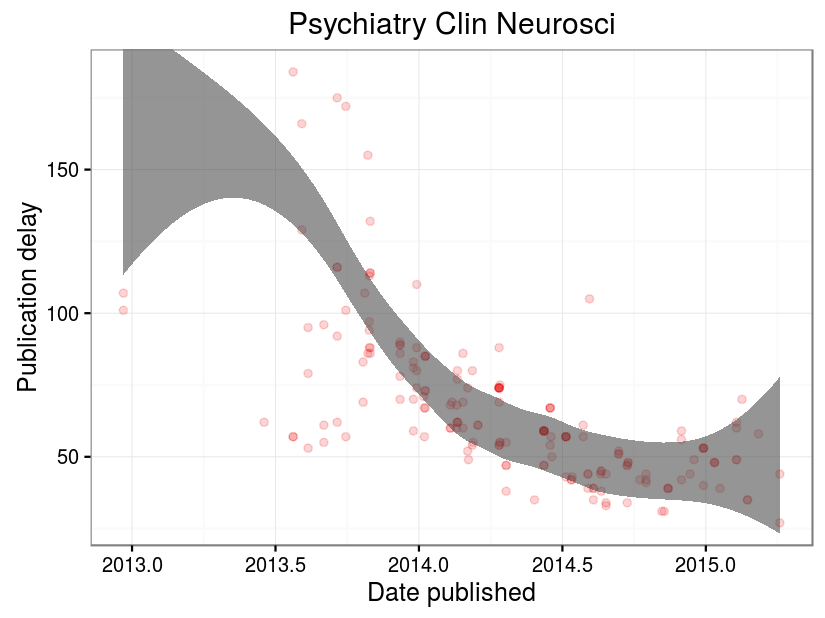 Psychiatry Clin Neurosci
Publication delay
150
100
50
2013.0 2013.5 2014.0 2014.5 2015.0
Date published